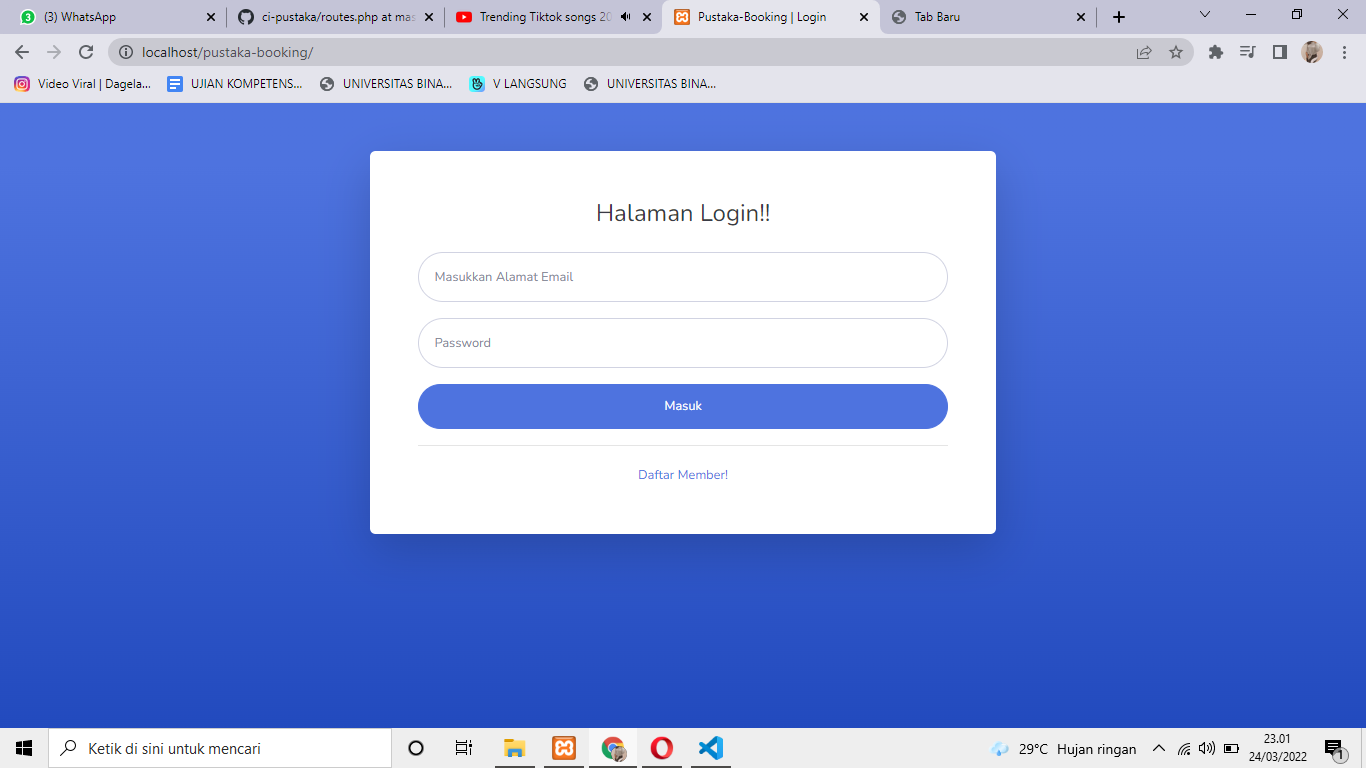 (3) WhatsApp
ci-pustaka/routes.php at mas
Trending Tiktok songs 20
Pustaka-Booking | Login
Tab Baru
localhost/pustaka-booking/
Video Viral | Dagela...
UJIAN KOMPETENS...
UNIVERSITAS BINA...
V LANGSUNG
UNIVERSITAS BINA...
Halaman Login!!
Masukkan Alamat Email
Password
Masuk
Daftar Member!
Ketik di sini untuk mencari
29°C Hujan ringan
23.01
24/03/2022
1